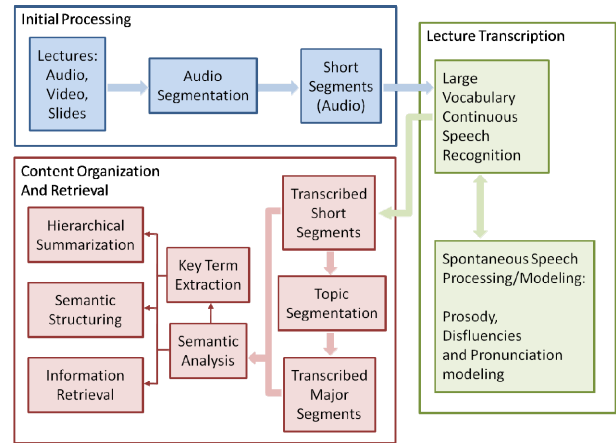 Initial Processing
Lectures:
Audio,
Video,
Slides
Audio
Segmentation
Short
Segments
(Audio)
Lecture Transcription
Large
Vocabulary
Continuous
Speech
Recognition
Spontaneous Speech
Processing/Modeling:
Prosody,
Disfluencies
and Pronunciation
modeling
Content Organization
And Retrieval
Transcribed
Short
Segments
Topic
Segmentation
Transcribed
Major
Segments
Key Term
Extraction
Semantic
Analysis
Hierarchical
Summarization
Semantic
Structuring
Information
Retrieval